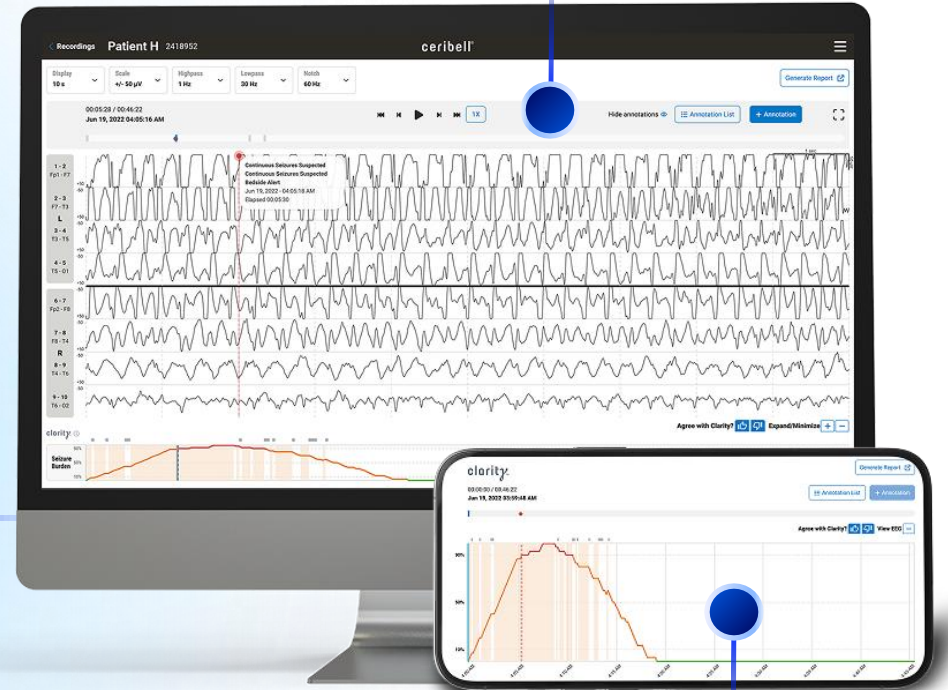 Recordings Patient H 2418952
ceribell
Display
10 s
Scale
+/- 50 µV
Highpass
1 Hz
Lowpass
30 Hz
Notch
60 Hz
Generate Report
00:05:28 / 00:46:22
Jun 19, 2022 04:05:16 AM
1X
Hide annotations
Annotation List
+ Annotation
1 sec
Continuous Seizures Suspected
Continuous Seizures Suspected
Bedside Alert
Jun 19, 2022 - 04:05:18 AM
Elapsed 00:05:30
1 - 2
Fp1 - F7
2 - 3
F7 - T3
L
3 - 4
T3 - T5
4 - 5
T5 - O1
6 - 7
Fp2 - F8
7 - 8
F8 - T4
R
8 - 9
T4 - T6
9 - 10
T6 - O2
Agree with Clarity? Expand/Minimize + −
clarity
Seizure
Burden
90%
50%
10%
clarity
Generate Report
00:00:00 / 00:46:22
Jun 19, 2022 03:59:48 AM
Annotation List
+ Annotation
Agree with Clarity? View EEG
90%
50%
10%